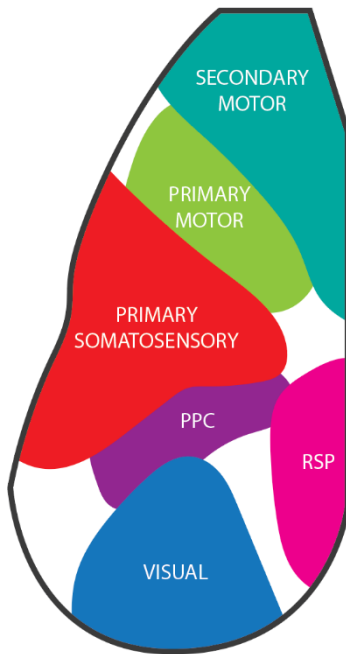 SECONDARY
MOTOR
PRIMARY
MOTOR
PRIMARY
SOMATOSENSORY
PPC
RSP
VISUAL